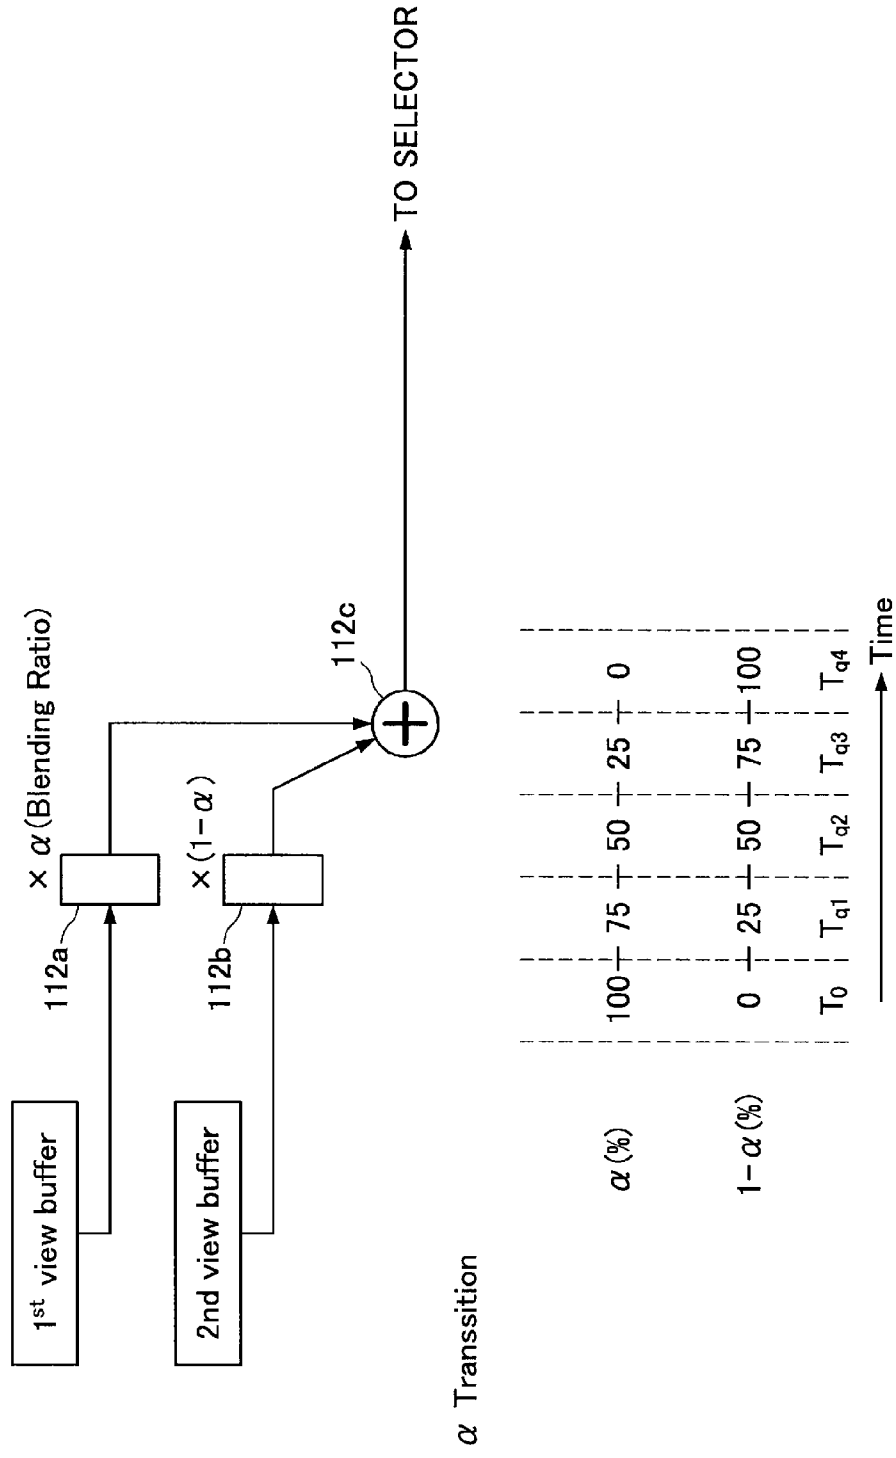 1st view buffer
112a
× α (Blending Ratio)
2nd view buffer
112b
× (1-α)
112c
TO SELECTOR
α Transsition
α (%) 100 75 50 25 0
1-α (%) 0 25 50 75 100
T0 Tq1 Tq2 Tq3 Tq4
Time